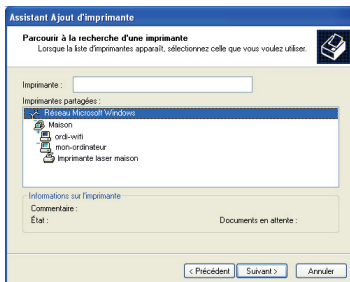 Assistant Ajout d'imprimante
Parcourir à la recherche d'une imprimante
Lorsque la liste d'imprimantes apparaît, sélectionnez celle que vous voulez utiliser.
Imprimante :
Imprimantes partagées :
Réseau Microsoft Windows
Maison
ordi-wifi
mon-ordinateur
Imprimante laser maison
Informations sur l'imprimante
Commentaire :
État :
Documents en attente :
< Précédent
Suivant >
Annuler